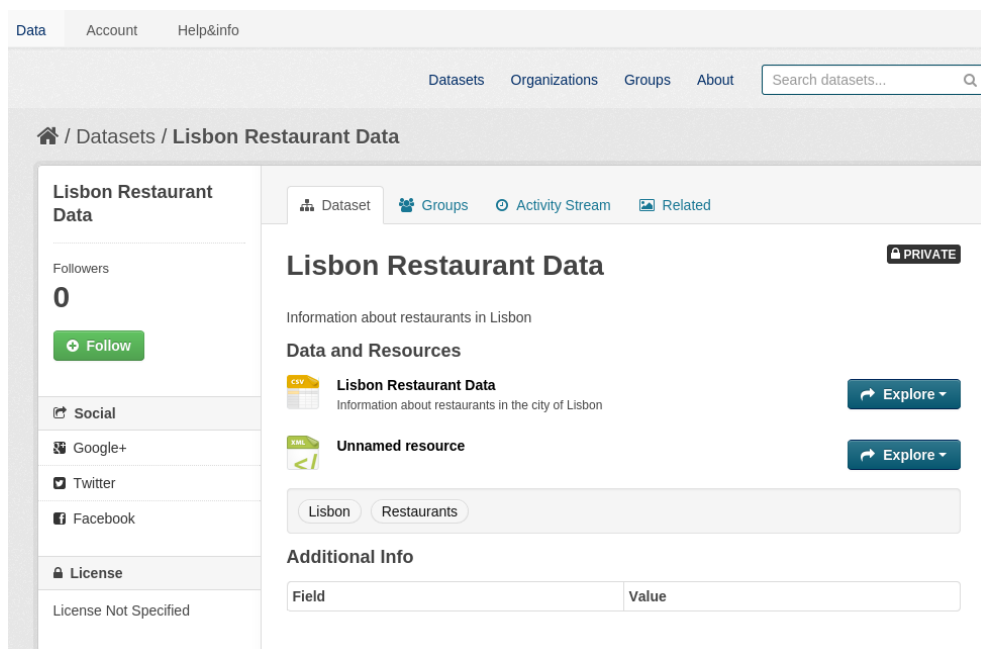 Data Account Help&info
Datasets Organizations Groups About Search datasets...
/ Datasets / Lisbon Restaurant Data
Lisbon Restaurant
Data
Followers
0
Follow
Social
Google+
Twitter
Facebook
License
License Not Specified
Dataset Groups Activity Stream Related
PRIVATE
Lisbon Restaurant Data
Information about restaurants in Lisbon
Data and Resources
CSV
Lisbon Restaurant Data
Information about restaurants in the city of Lisbon
Explore
XML
</
Unnamed resource
Explore
Lisbon Restaurants
Additional Info
Field Value